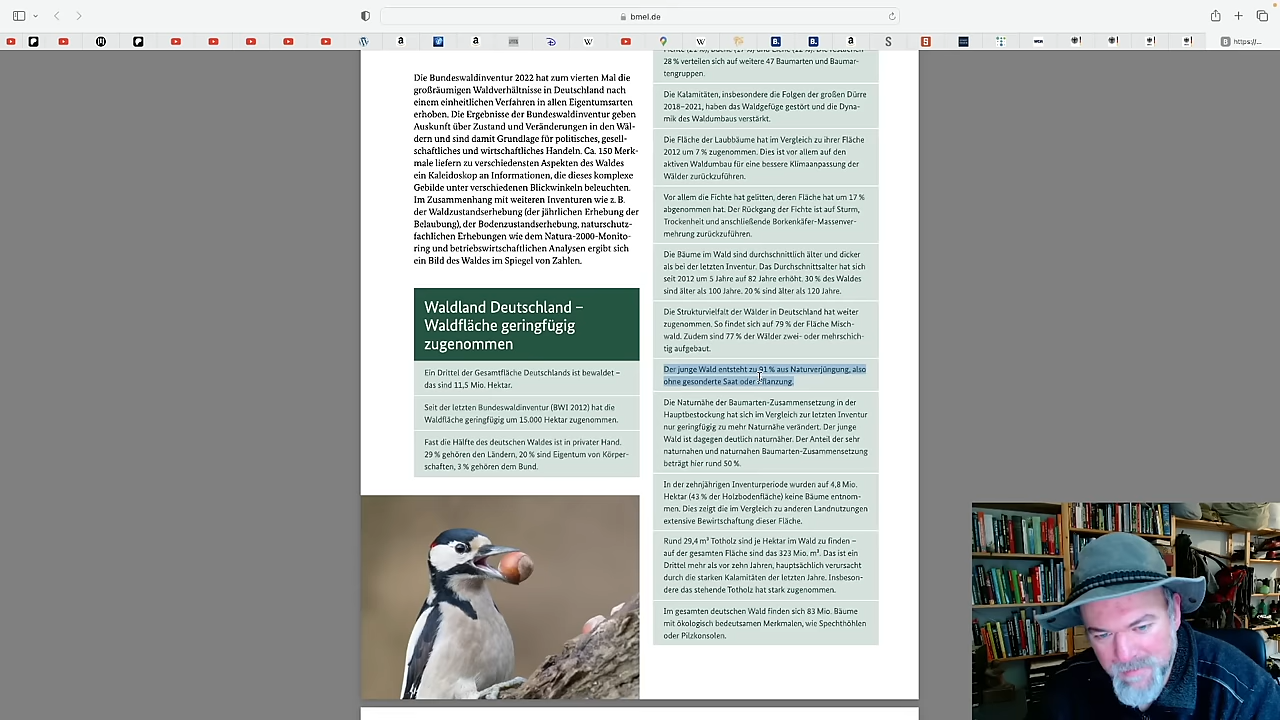 bmel.de
https://...
Die Bundeswaldinventur 2022 hat zum vierten Mal die
großräumigen Waldverhältnisse in Deutschland nach
einem einheitlichen Verfahren in allen Eigentumsarten
erhoben. Die Ergebnisse der Bundeswaldinventur geben
Auskunft über Zustand und Veränderungen in den Wäl-
dern und sind damit Grundlage für politisches, gesell-
schaftliches und wirtschaftliches Handeln. Ca. 150 Merk-
male liefern zu verschiedensten Aspekten des Waldes
ein Kaleidoskop an Informationen, die dieses komplexe
Gebilde unter verschiedenen Blickwinkeln beleuchten.
Im Zusammenhang mit weiteren Inventuren wie z. B.
der Waldzustandserhebung (der jährlichen Erhebung der
Belaubung), der Bodenzustandserhebung, naturschutz-
fachlichen Erhebungen wie dem Natura-2000-Monito-
ring und betriebswirtschaftlichen Analysen ergibt sich
ein Bild des Waldes im Spiegel von Zahlen.
Waldland Deutschland –
Waldfläche geringfügig
zugenommen
Ein Drittel der Gesamtfläche Deutschlands ist bewaldet –
das sind 11,5 Mio. Hektar.
Seit der letzten Bundeswaldinventur (BWI 2012) hat die
Waldfläche geringfügig um 15.000 Hektar zugenommen.
Fast die Hälfte des deutschen Waldes ist in privater Hand.
29 % gehören den Ländern, 20 % sind Eigentum von Körper-
schaften, 3 % gehören dem Bund.
28 % verteilen sich auf weitere 47 Baumarten und Baumar-
tengruppen.
Die Kalamitäten, insbesondere die Folgen der großen Dürre
2018–2021, haben das Waldgefüge gestört und die Dyna-
mik des Waldumbaus verstärkt.
Die Fläche der Laubbäume hat im Vergleich zu ihrer Fläche
2012 um 7 % zugenommen. Dies ist vor allem auf den
aktiven Waldumbau für eine bessere Klimaanpassung der
Wälder zurückzuführen.
Vor allem die Fichte hat gelitten, deren Fläche hat um 17 %
abgenommen hat. Der Rückgang der Fichte ist auf Sturm,
Trockenheit und anschließende Borkenkäfer-Massenver-
mehrung zurückzuführen.
Die Bäume im Wald sind durchschnittlich älter und dicker
als bei der letzten Inventur. Das Durchschnittsalter hat sich
seit 2012 um 5 Jahre auf 82 Jahre erhöht. 30 % des Waldes
sind älter als 100 Jahre. 20 % sind älter als 120 Jahre.
Die Strukturvielfalt der Wälder in Deutschland hat weiter
zugenommen. So findet sich auf 79 % der Fläche Misch-
wald. Zudem sind 77 % der Wälder zwei- oder mehrschich-
tig aufgebaut.
Der junge Wald entsteht zu 91 % aus Naturverjüngung, also
ohne gesonderte Saat oder Pflanzung.
Die Naturnähe der Baumarten-Zusammensetzung in der
Hauptbestockung hat sich im Vergleich zur letzten Inventur
nur geringfügig zu mehr Naturnähe verändert. Der junge
Wald ist dagegen deutlich naturnäher. Der Anteil der sehr
naturnahen und naturnahen Baumarten-Zusammensetzung
beträgt hier rund 50 %.
In der zehnjährigen Inventurperiode wurden auf 4,8 Mio.
Hektar (43 % der Holzbodenfläche) keine Bäume entnom-
men. Dies zeigt die im Vergleich zu anderen Landnutzungen
extensive Bewirtschaftung dieser Fläche.
Rund 29,4 m³ Totholz sind je Hektar im Wald zu finden –
auf der gesamten Fläche sind das 323 Mio. m³. Das ist ein
Drittel mehr als vor zehn Jahren, hauptsächlich verursacht
durch die starken Kalamitäten der letzten Jahre. Insbeson-
dere das stehende Totholz hat stark zugenommen.
Im gesamten deutschen Wald finden sich 83 Mio. Bäume
mit ökologisch bedeutsamen Merkmalen, wie Spechthöhlen
oder Pilzkonsolen.